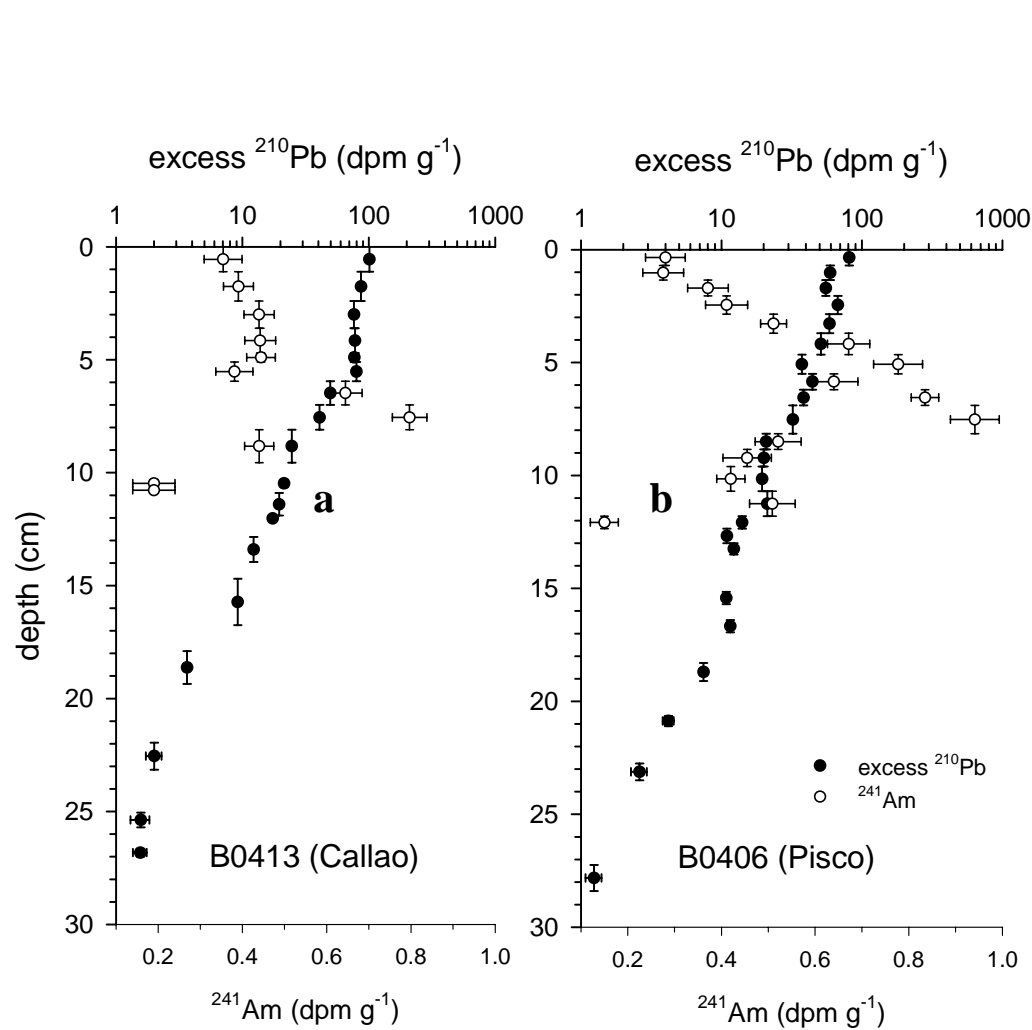 excess ²¹⁰Pb (dpm g⁻¹)
1 10 100 1000
0
5
10
15
20
25
30
depth (cm)
a
B0413 (Callao)
0.2 0.4 0.6 0.8 1.0
²⁴¹Am (dpm g⁻¹)
excess ²¹⁰Pb (dpm g⁻¹)
1 10 100 1000
0
5
10
15
20
25
30
b
excess ²¹⁰Pb
²⁴¹Am
B0406 (Pisco)
0.2 0.4 0.6 0.8 1.0
²⁴¹Am (dpm g⁻¹)